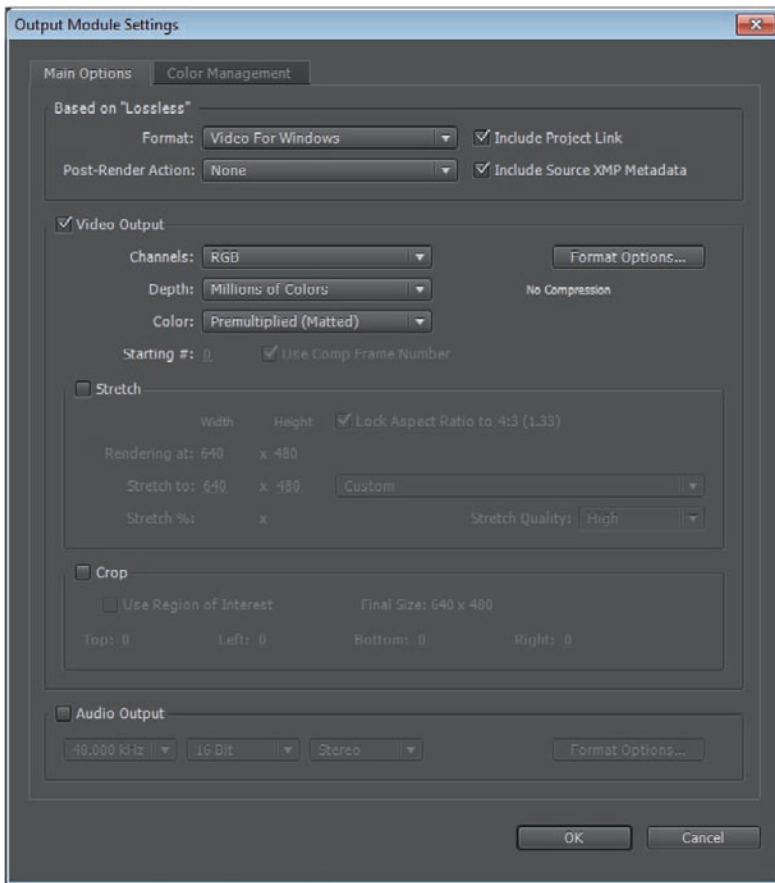 Output Module Settings
Main Options Color Management
Based on "Lossless"
Format: Video For Windows Include Project Link
Post-Render Action: None Include Source XMP Metadata
Video Output
Channels: RGB Format Options...
Depth: Millions of Colors No Compression
Color: Premultiplied (Matted)
Starting #: 0 Use Comp Frame Number
Stretch
Width Height Lock Aspect Ratio to 4:3 (1.33)
Rendering at: 640 x 480
Stretch to: 640 x 480 Custom
Stretch %: x Stretch Quality: High
Crop
Use Region of Interest Final Size: 640 x 480
Top: 0 Left: 0 Bottom: 0 Right: 0
Audio Output
48.000 kHz 16 Bit Stereo Format Options...
OK Cancel